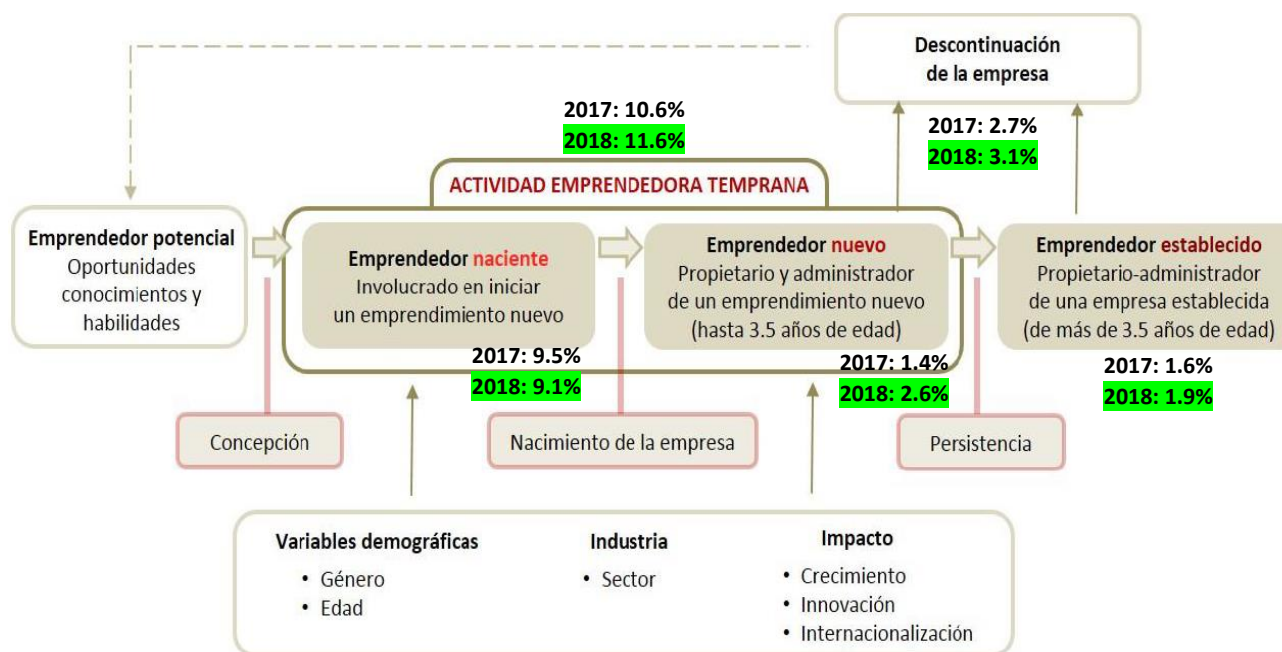 Descontinuación
de la empresa
2017: 10.6%
2018: 11.6%
2017: 2.7%
2018: 3.1%
ACTIVIDAD EMPRENDEDORA TEMPRANA
Emprendedor potencial
Oportunidades
conocimientos y
habilidades
Emprendedor naciente
Involucrado en iniciar
un emprendimiento nuevo
Emprendedor nuevo
Propietario y administrador
de un emprendimiento nuevo
(hasta 3.5 años de edad)
Emprendedor establecido
Propietario-administrador
de una empresa establecida
(de más de 3.5 años de edad)
2017: 9.5%
2018: 9.1%
2017: 1.4%
2018: 2.6%
2017: 1.6%
2018: 1.9%
Concepción
Nacimiento de la empresa
Persistencia
Variables demográficas
• Género
• Edad
Industria
• Sector
Impacto
• Crecimiento
• Innovación
• Internacionalización